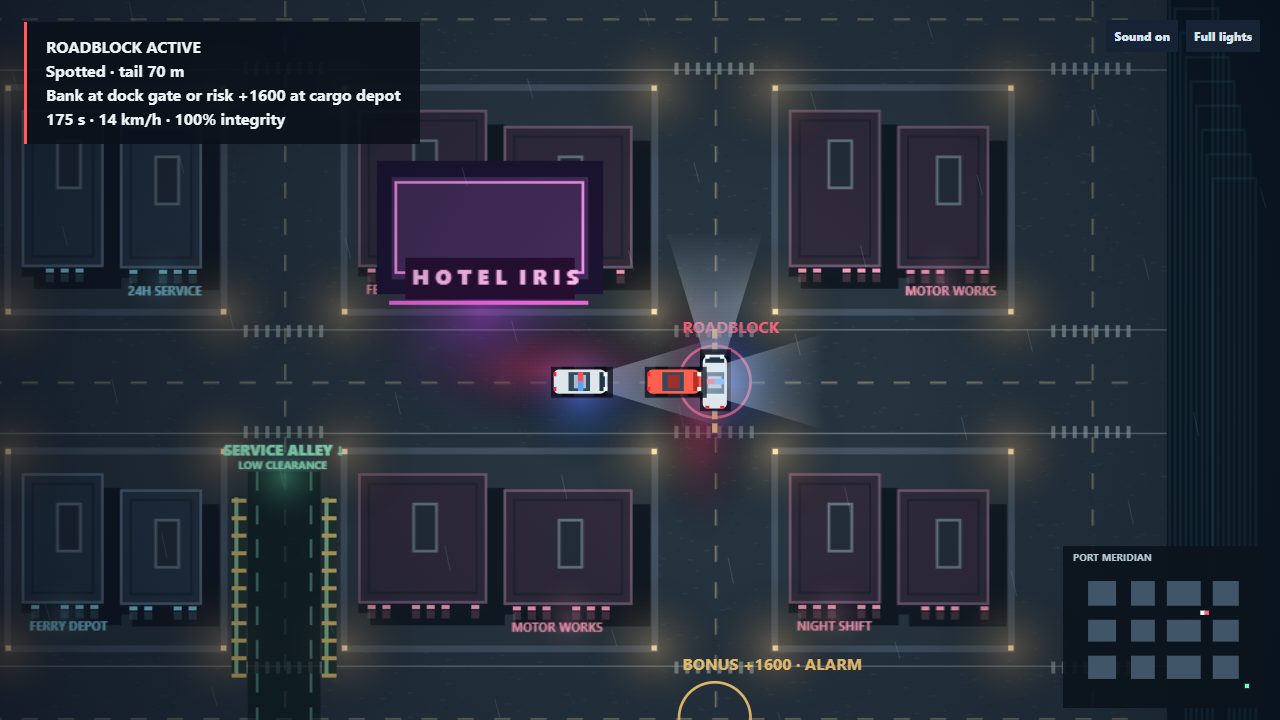 ROADBLOCK ACTIVE
Spotted · tail 70 m
Bank at dock gate or risk +1600 at cargo depot
175 s · 14 km/h · 100% integrity
Sound on
Full lights
24H SERVICE
HOTEL IRIS
MOTOR WORKS
ROADBLOCK
SERVICE ALLEY ↓
LOW CLEARANCE
FERRY DEPOT
MOTOR WORKS
NIGHT SHIFT
BONUS +1600 · ALARM
PORT MERIDIAN